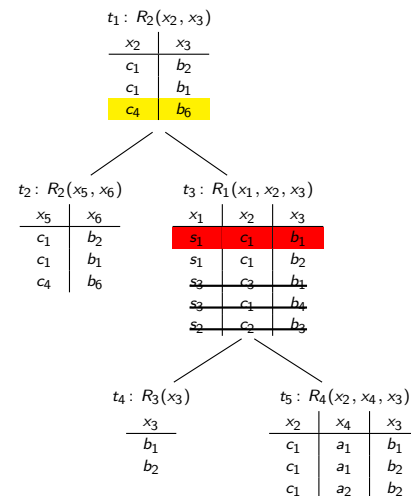 t₁: R₂(x₂, x₃)
x₂ x₃
c₁ b₂
c₁ b₁
c₄ b₆
t₂: R₂(x₅, x₆)
x₅ x₆
c₁ b₂
c₁ b₁
c₄ b₆
t₃: R₁(x₁, x₂, x₃)
x₁ x₂ x₃
s₁ c₁ b₁
s₁ c₁ b₂
s₃ c₃ b₁
s₃ c₁ b₄
s₂ c₂ b₃
t₄: R₃(x₃)
x₃
b₁
b₂
t₅: R₄(x₂, x₄, x₃)
x₂ x₄ x₃
c₁ a₁ b₁
c₁ a₁ b₂
c₁ a₂ b₂